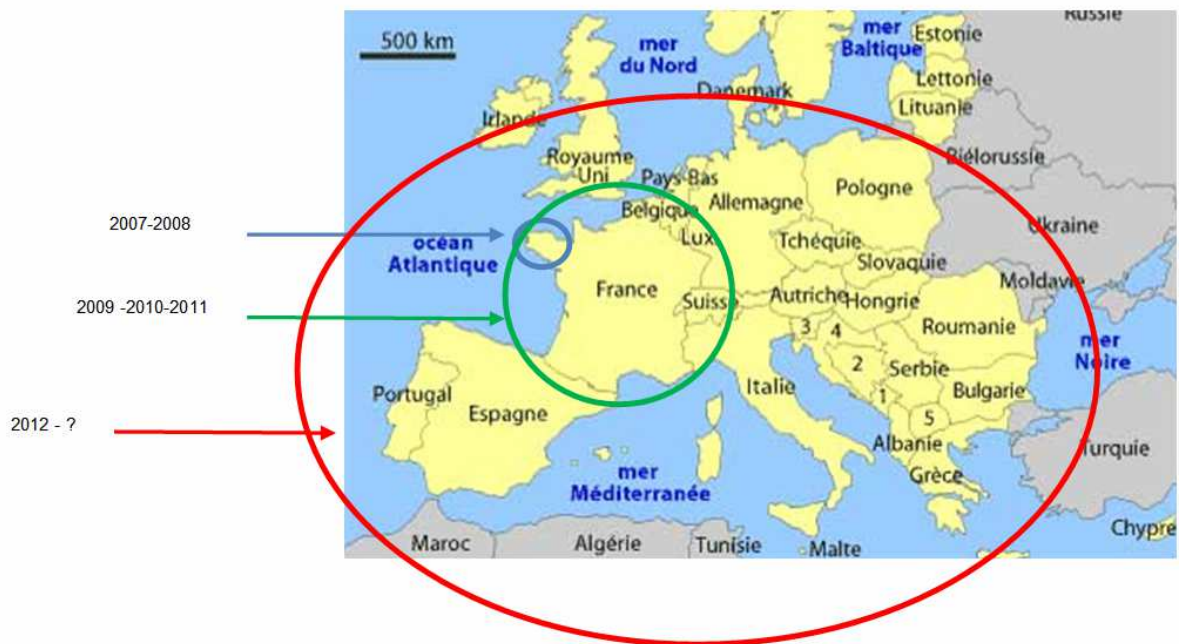 500 km
mer
du Nord
mer
Baltique
Russie
Estonie
Lettonie
Lituanie
Danemark
Irlande
Royaume
Uni
Biélorussie
Pays-Bas
Allemagne
Pologne
2007-2008
Belgique
Lux
Ukraine
océan
Atlantique
Tchéquie
Slovaquie
Moldavie
2009 -2010-2011
France
Suisse
Autriche
Hongrie
Roumanie
3
4
mer
Noire
2
Serbie
Portugal
Espagne
Italie
1
Bulgarie
5
2012 - ?
Albanie
Turquie
mer
Méditerranée
Grèce
Chypre
Maroc
Algérie
Tunisie
Malte